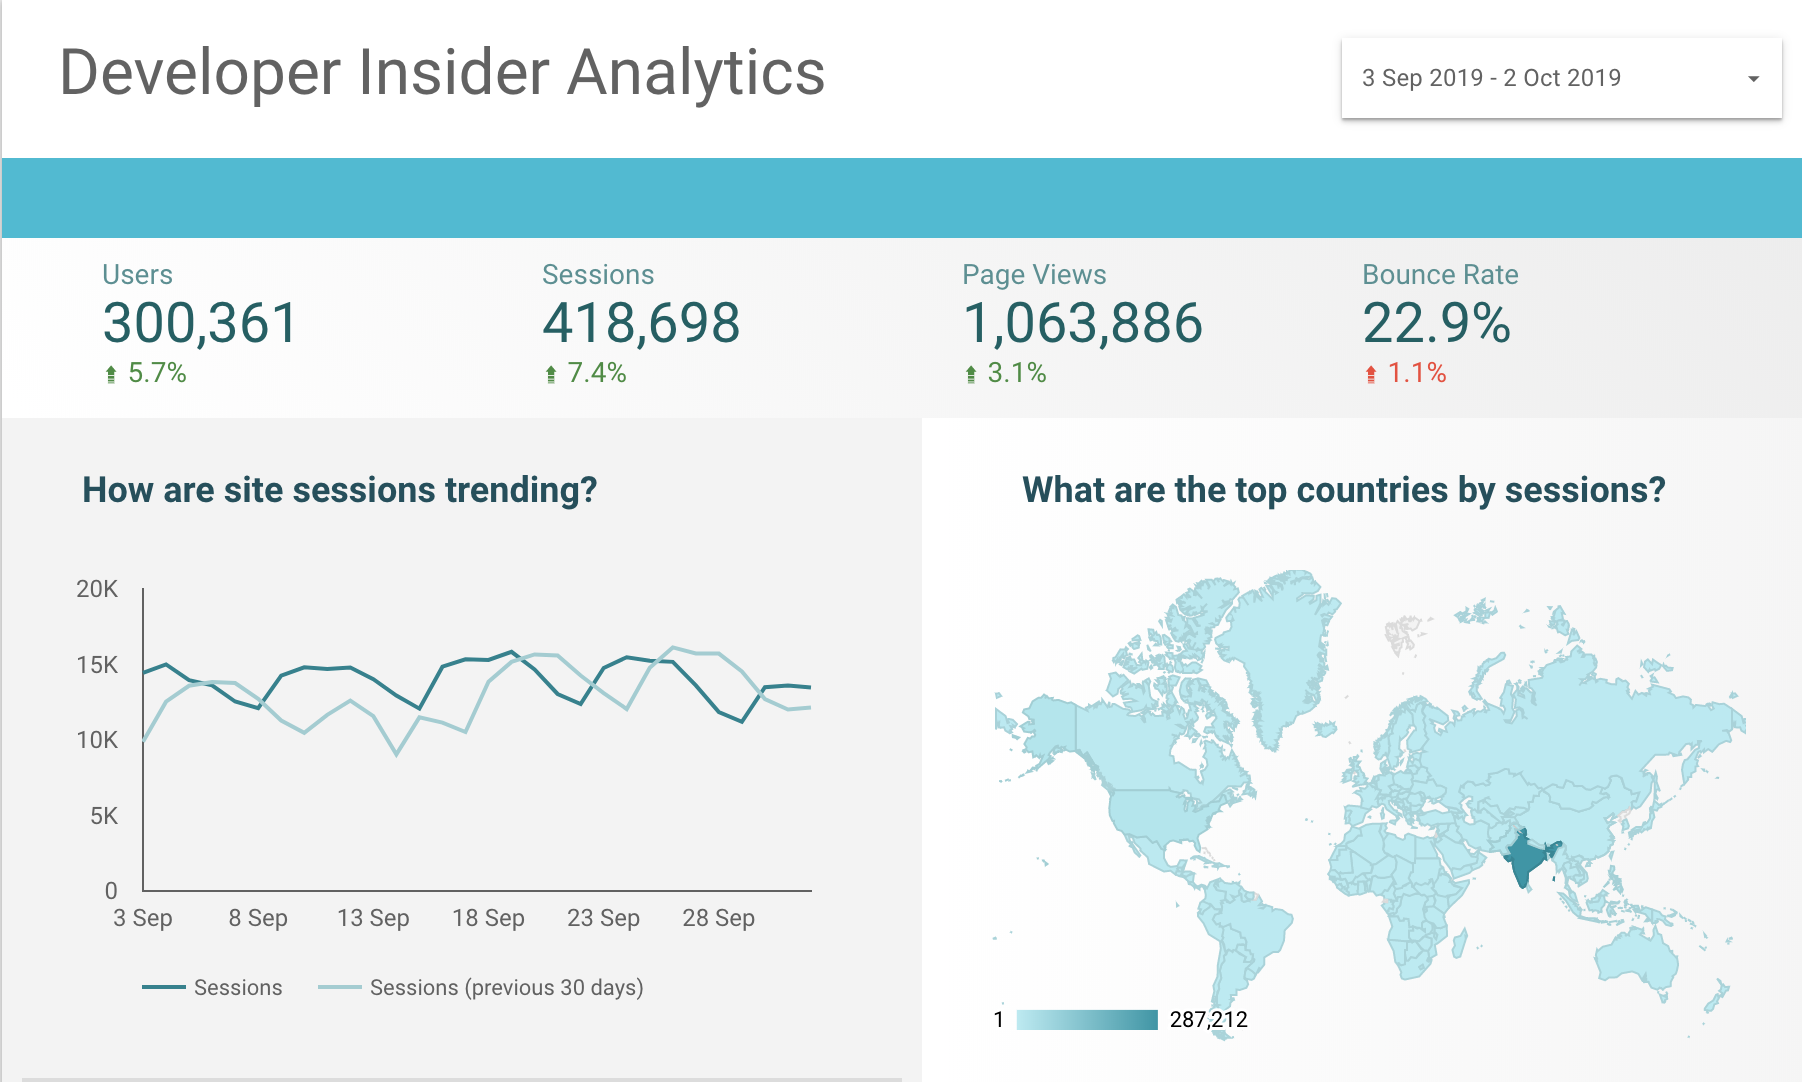 Developer Insider Analytics
3 Sep 2019 - 2 Oct 2019
Users
300,361
5.7%
Sessions
418,698
7.4%
Page Views
1,063,886
3.1%
Bounce Rate
22.9%
1.1%
How are site sessions trending?
20K
15K
10K
5K
0
3 Sep 8 Sep 13 Sep 18 Sep 23 Sep 28 Sep
Sessions Sessions (previous 30 days)
What are the top countries by sessions?
1 287,212